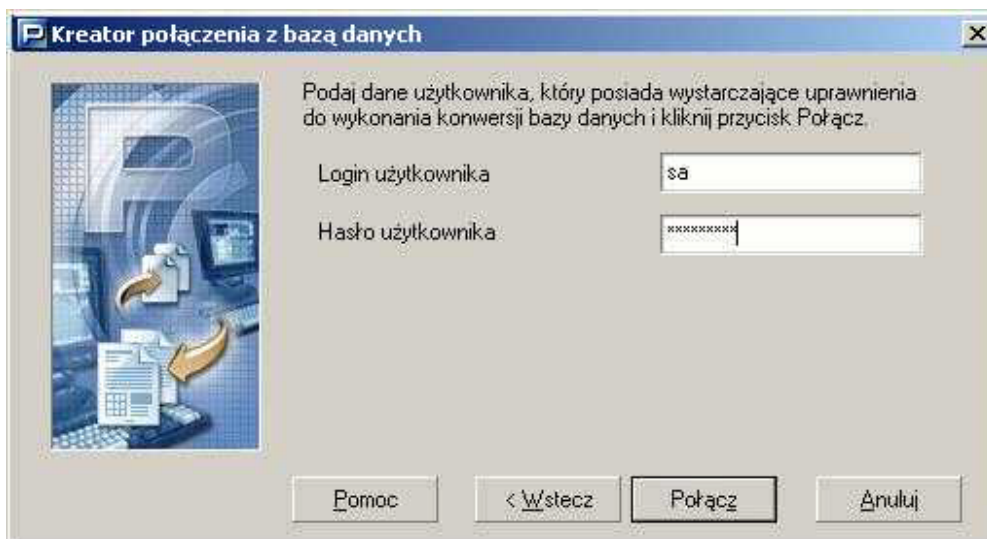 Kreator połączenia z bazą danych
Podaj dane użytkownika, który posiada wystarczające uprawnienia
do wykonania konwersji bazy danych i kliknij przycisk Połącz.
Login użytkownika
sa
Hasło użytkownika
*********
Pomoc
< Wstecz
Połącz
Anuluj